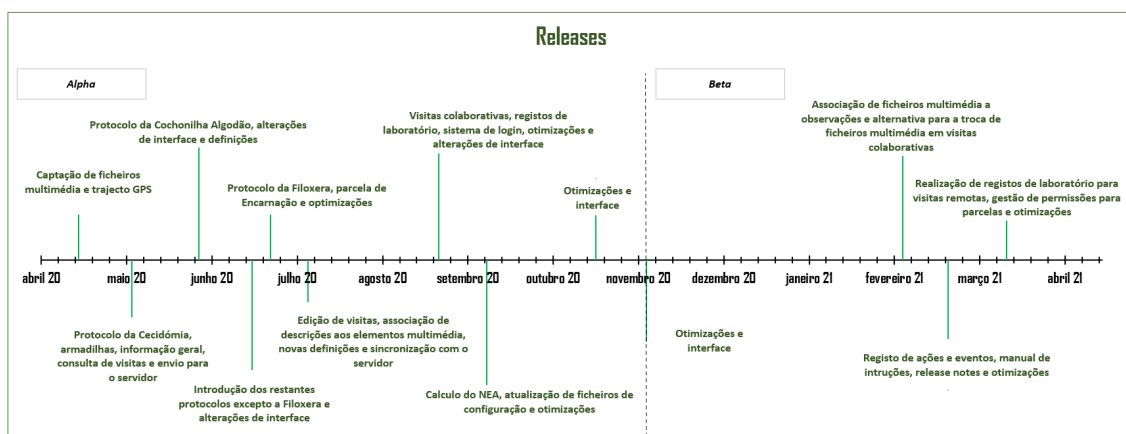 Releases
Alpha
Beta
Captação de ficheiros
multimédia e trajecto GPS
Protocolo da Cochonilha Algodão, alterações
de interface e definições
Protocolo da Filoxera, parcela de
Encarnação e optimizações
Visitas colaborativas, registos de
laboratório, sistema de login, otimizações e
alterações de interface
Otimizações e
interface
Associação de ficheiros multimédia a
observações e alternativa para a troca de
ficheiros multimédia em visitas
colaborativas
Realização de registos de laboratório para
visitas remotas, gestão de permissões para
parcelas e otimizações
abril 20
maio 20
junho 20
julho 20
agosto 20
setembro 20
outubro 20
novembro 20
dezembro 20
janeiro 21
fevereiro 21
março 21
abril 21
Protocolo da Cecidómia,
armadilhas, informação geral,
consulta de visitas e envio para
o servidor
Introdução dos restantes
protocolos excepto a Filoxera e
alterações de interface
Edição de visitas, associação de
descrições aos elementos multimédia,
novas definições e sincronização com o
servidor
Calculo do NEA, atualização de ficheiros de
configuração e otimizações
Otimizações e
interface
Registo de ações e eventos, manual de
intruções, release notes e otimizações